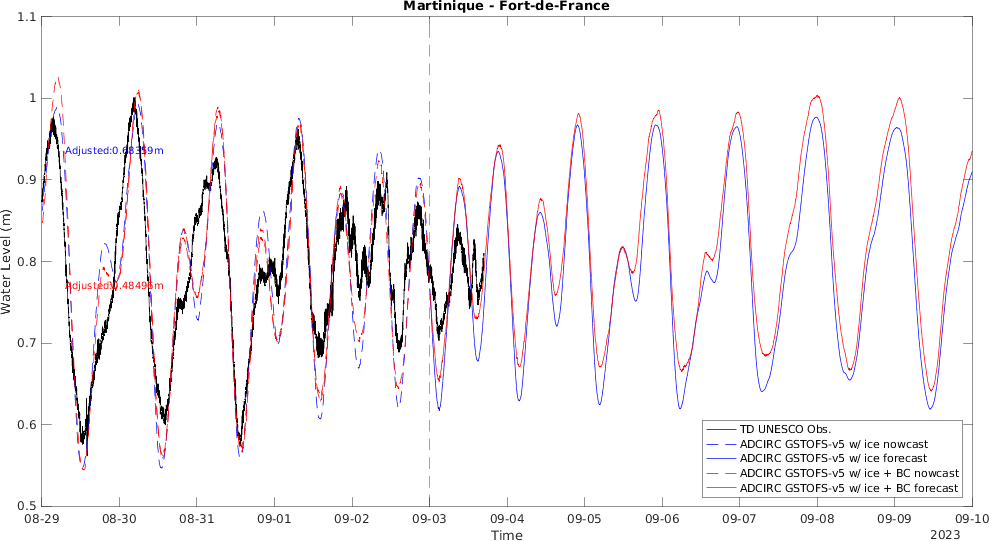 Martinique - Fort-de-France
1.1
1
0.9
0.8
0.7
0.6
0.5
Water Level (m)
Adjusted:0.68359m
TD UNESCO Obs.
ADCIRC GSTOFS-v5 w/ ice nowcast
ADCIRC GSTOFS-v5 w/ ice forecast
ADCIRC GSTOFS-v5 w/ ice + BC nowcast
ADCIRC GSTOFS-v5 w/ ice + BC forecast
08-29
08-30
08-31
09-01
09-02
09-03
09-04
09-05
09-06
09-07
09-08
09-09
09-10
Time
2023